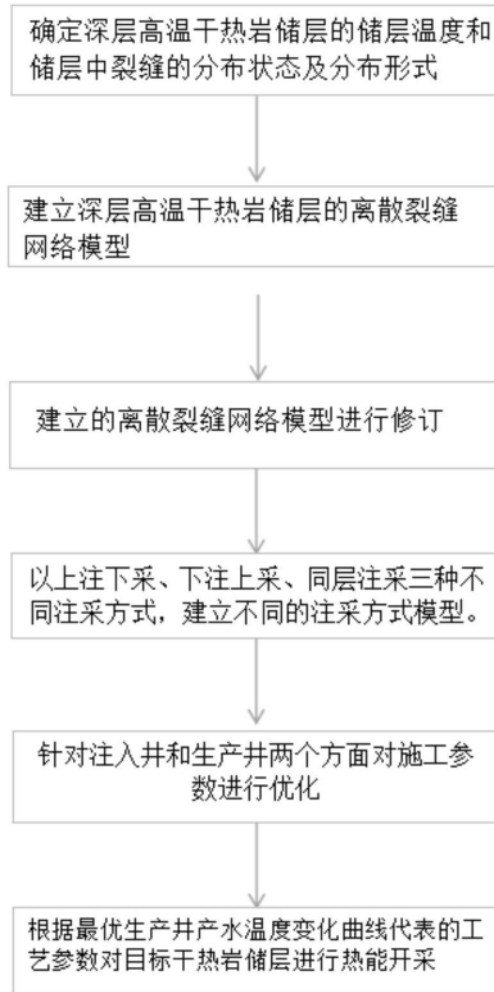 确定深层高温干热岩储层的储层温度和
储层中裂缝的分布状态及分布形式
建立深层高温干热岩储层的离散裂缝
网络模型
建立的离散裂缝网络模型进行修订
以上注下采、下注上采、同层注采三种不
同注采方式，建立不同的注采方式模型。
针对注入井和生产井两个方面对施工参
数进行优化
根据最优生产井产水温度变化曲线代表的工
艺参数对目标干热岩储层进行热能开采